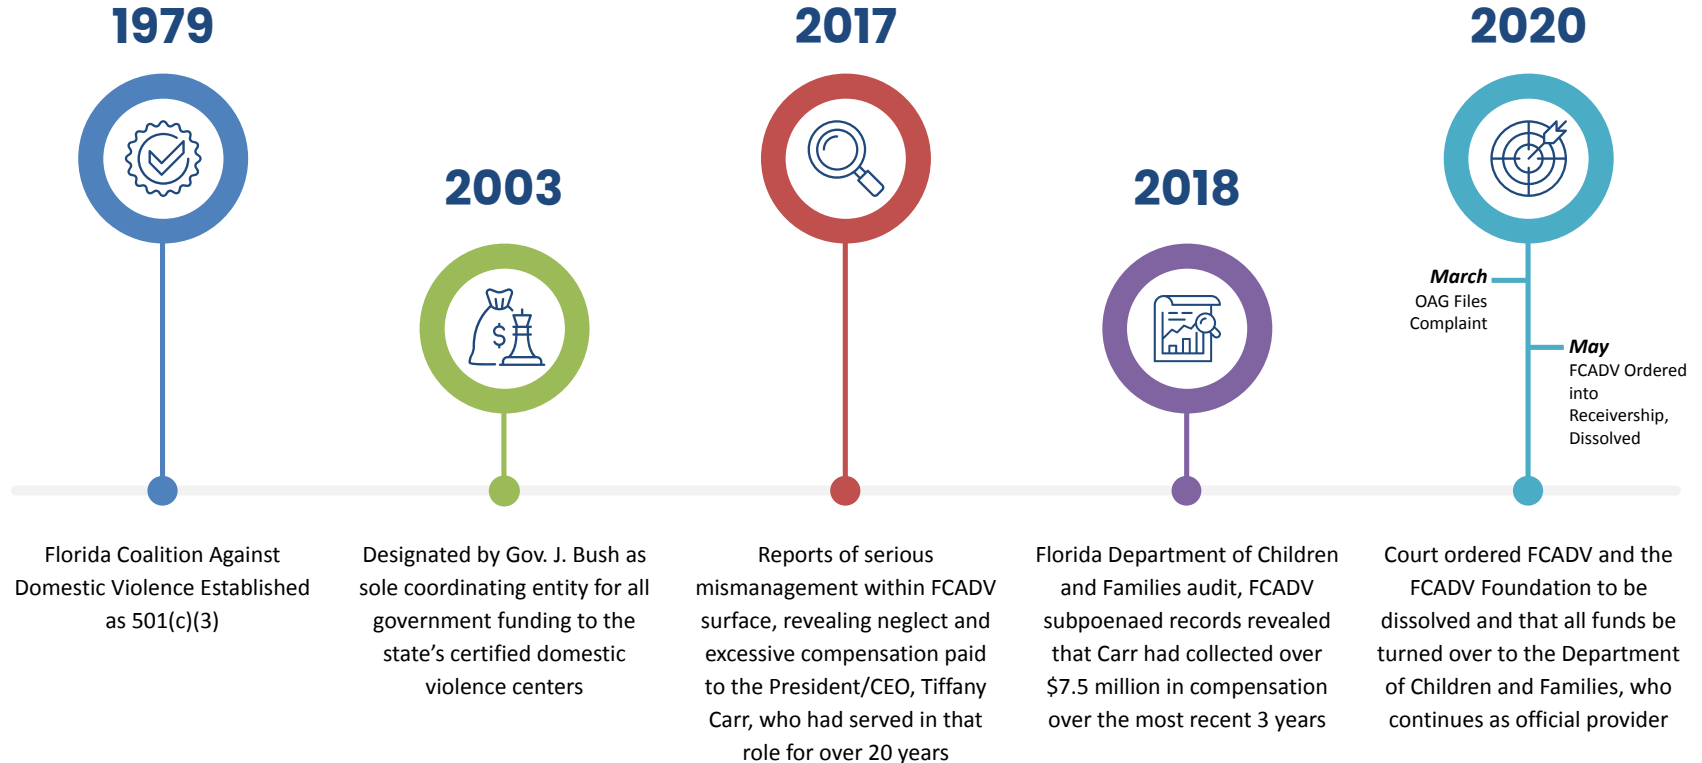 1979
Florida Coalition Against
Domestic Violence Established
as 501(c)(3)
2003
$
Designated by Gov. J. Bush as
sole coordinating entity for all
government funding to the
state's certified domestic
violence centers
2017
Reports of serious
mismanagement within FCADV
surface, revealing neglect and
excessive compensation paid
to the President/CEO, Tiffany
Carr, who had served in that
role for over 20 years
2018
Florida Department of Children
and Families audit, FCADV
subpoenaed records revealed
that Carr had collected over
$7.5 million in compensation
over the most recent 3 years
2020
March
OAG Files
Complaint
May
FCADV Ordered
into
Receivership,
Dissolved
Court ordered FCADV and the
FCADV Foundation to be
dissolved and that all funds be
turned over to the Department
of Children and Families, who
continues as official provider